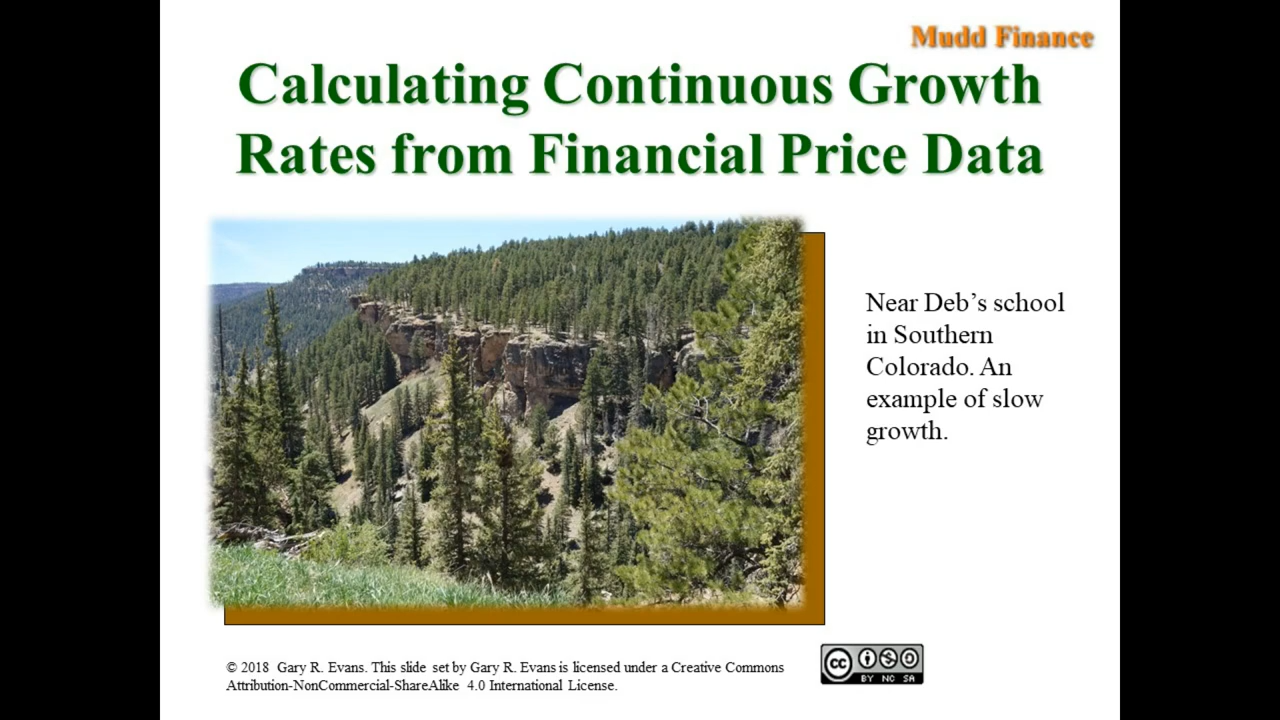 Mudd Finance
Calculating Continuous Growth
Rates from Financial Price Data
Near Deb’s school
in Southern
Colorado. An
example of slow
growth.
© 2018 Gary R. Evans. This slide set by Gary R. Evans is licensed under a Creative Commons
Attribution-NonCommercial-ShareAlike 4.0 International License.
cc
BY NC SA